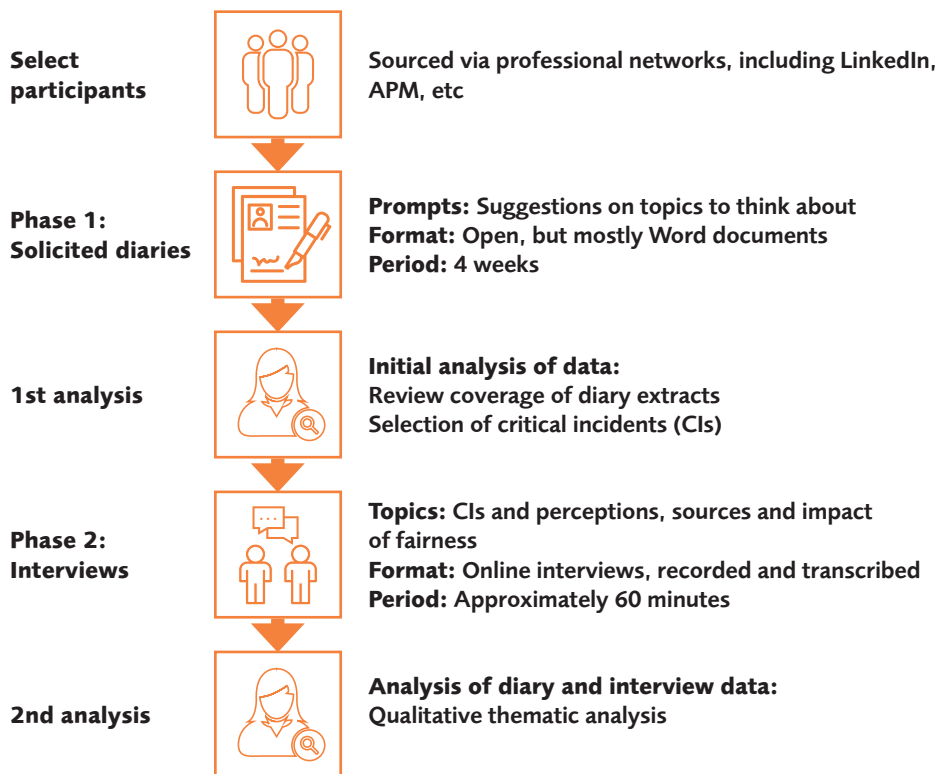 Select
participants
Sourced via professional networks, including LinkedIn,
APM, etc
Phase 1:
Solicited diaries
Prompts: Suggestions on topics to think about
Format: Open, but mostly Word documents
Period: 4 weeks
1st analysis
Initial analysis of data:
Review coverage of diary extracts
Selection of critical incidents (CIs)
Phase 2:
Interviews
Topics: CIs and perceptions, sources and impact
of fairness
Format: Online interviews, recorded and transcribed
Period: Approximately 60 minutes
2nd analysis
Analysis of diary and interview data:
Qualitative thematic analysis